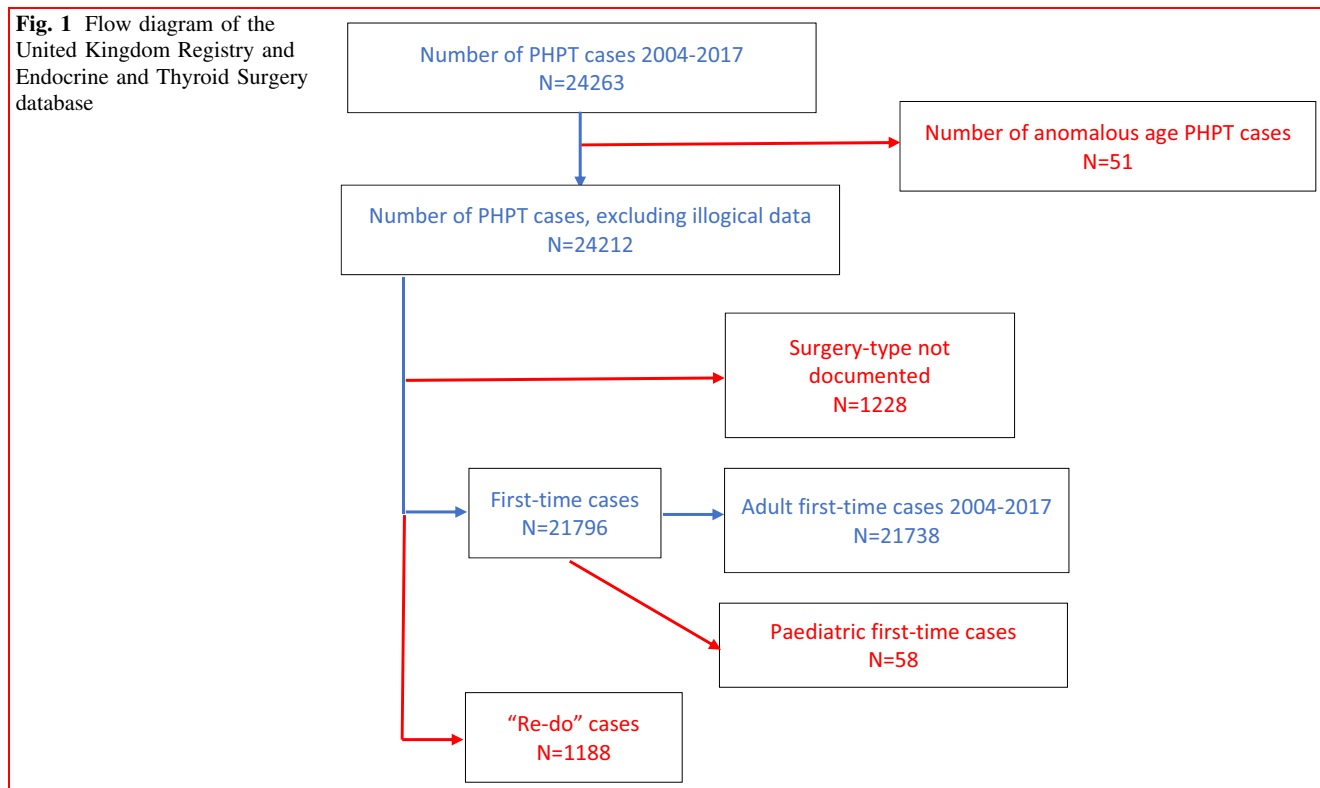 Fig. 1 Flow diagram of the
United Kingdom Registry and
Endocrine and Thyroid Surgery
database
Number of PHPT cases 2004-2017
N=24263
Number of anomalous age PHPT cases
N=51
Number of PHPT cases, excluding illogical data
N=24212
Surgery-type not
documented
N=1228
First-time cases
N=21796
Adult first-time cases 2004-2017
N=21738
Paediatric first-time cases
N=58
“Re-do” cases
N=1188